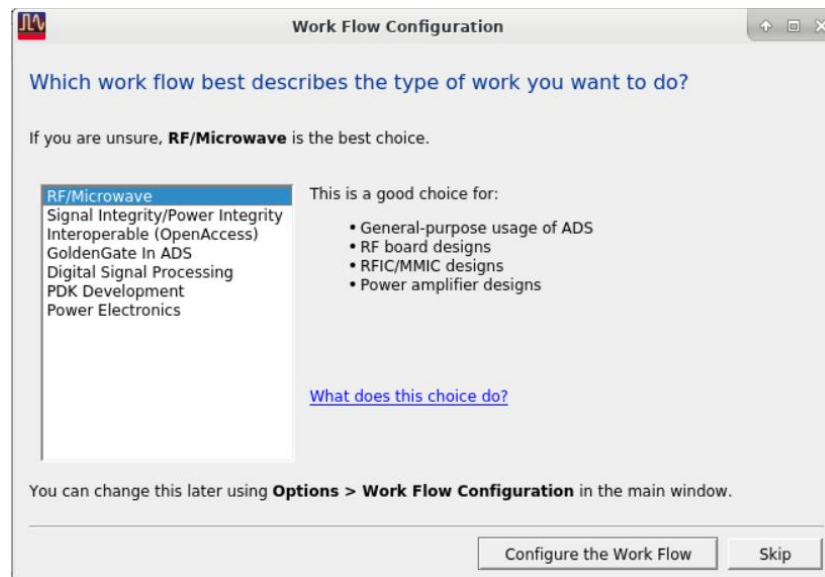 Work Flow Configuration
Which work flow best describes the type of work you want to do?
If you are unsure, RF/Microwave is the best choice.
RF/Microwave
Signal Integrity/Power Integrity
Interoperable (OpenAccess)
GoldenGate In ADS
Digital Signal Processing
PDK Development
Power Electronics
This is a good choice for:
• General-purpose usage of ADS
• RF board designs
• RFIC/MMIC designs
• Power amplifier designs
What does this choice do?
You can change this later using Options > Work Flow Configuration in the main window.
Configure the Work Flow
Skip